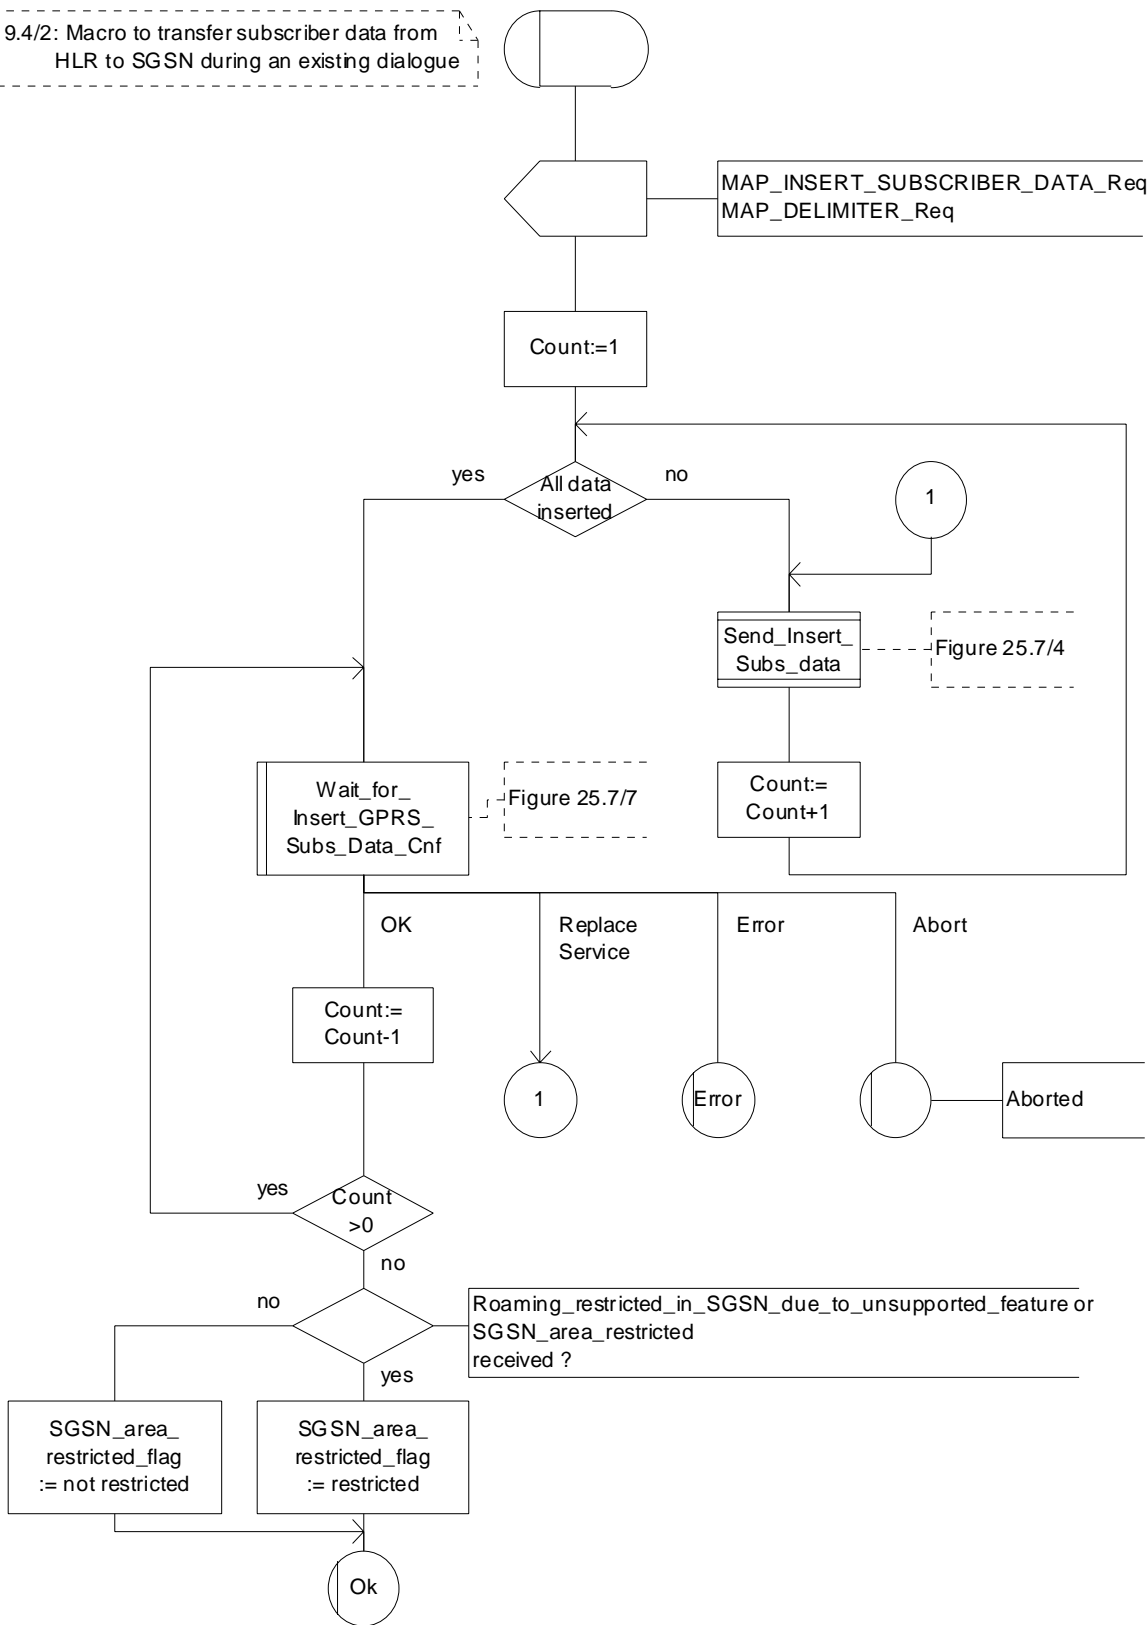 9.4/2: Macro to transfer subscriber data from
HLR to SGSN during an existing dialogue
MAP_INSERT_SUBSCRIBER_DATA_Req
MAP_DELIMITER_Req
Count:=1
yes
All data
inserted
no
1
Send_Insert_
Subs_data
Figure 25.7/4
Wait_for_
Insert_GPRS_
Subs_Data_Cnf
Figure 25.7/7
Count:=
Count+1
OK
Replace
Service
Error
Abort
Count:=
Count-1
1
Error
Aborted
yes
Count
>0
no
no
Roaming_restricted_in_SGSN_due_to_unsupported_feature or
SGSN_area_restricted
received ?
yes
SGSN_area_
restricted_flag
:= not restricted
SGSN_area_
restricted_flag
:= restricted
Ok